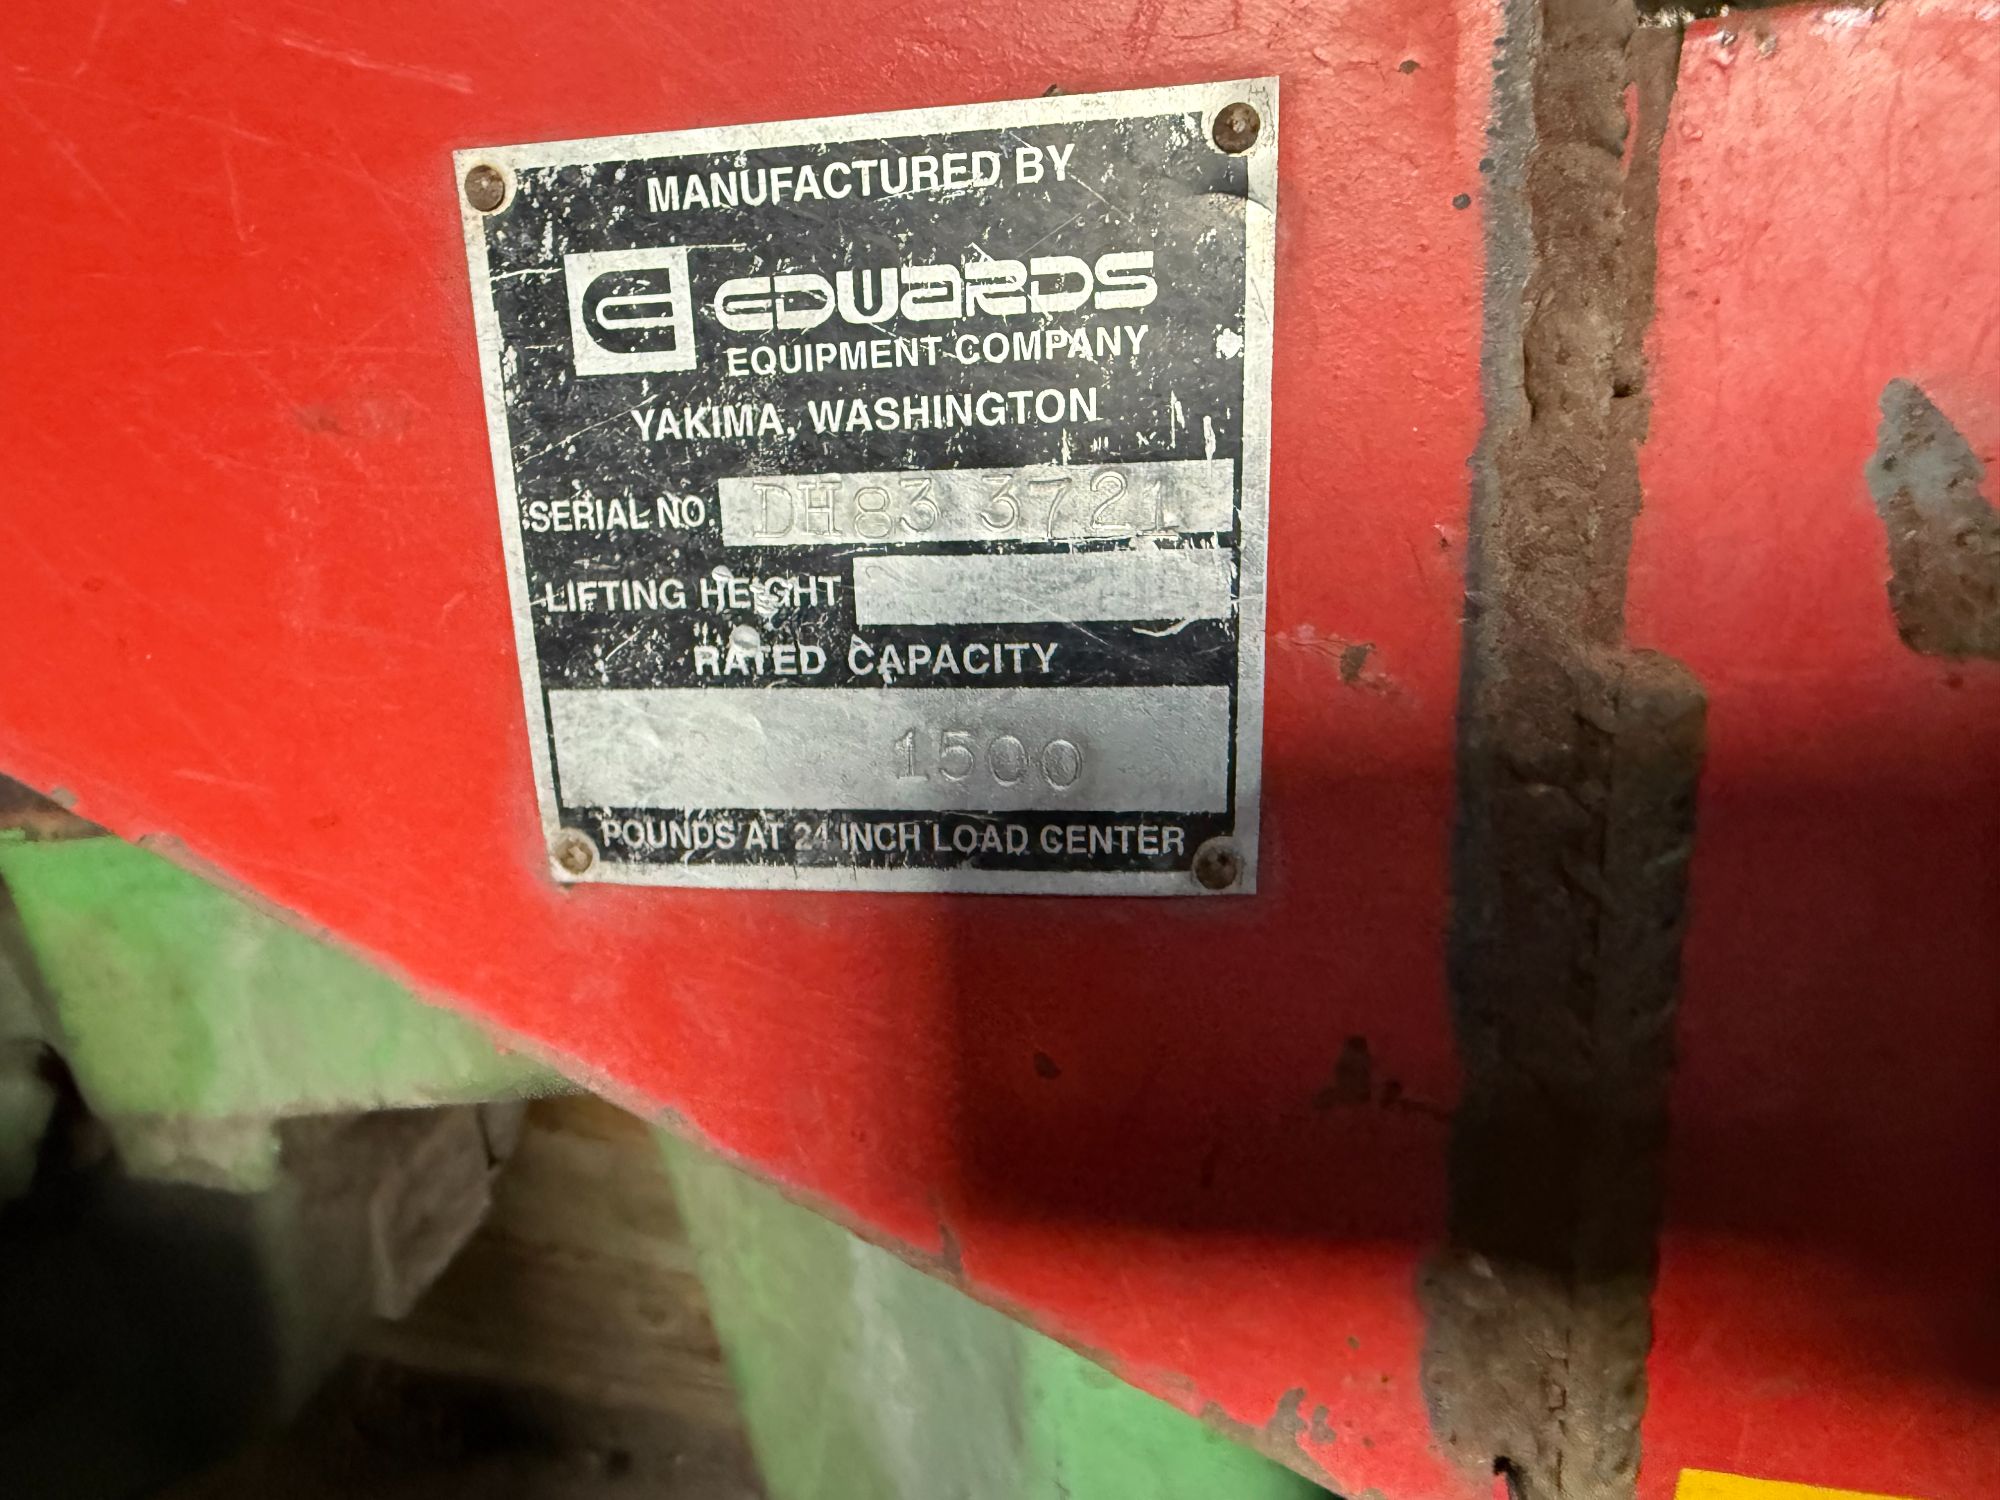 MANUFACTURED BY
EDWARDS
EQUIPMENT COMPANY
YAKIMA, WASHINGTON
SERIAL NO. DH83 3721
LIFTING HEIGHT
RATED CAPACITY
1500
POUNDS AT 24 INCH LOAD CENTER